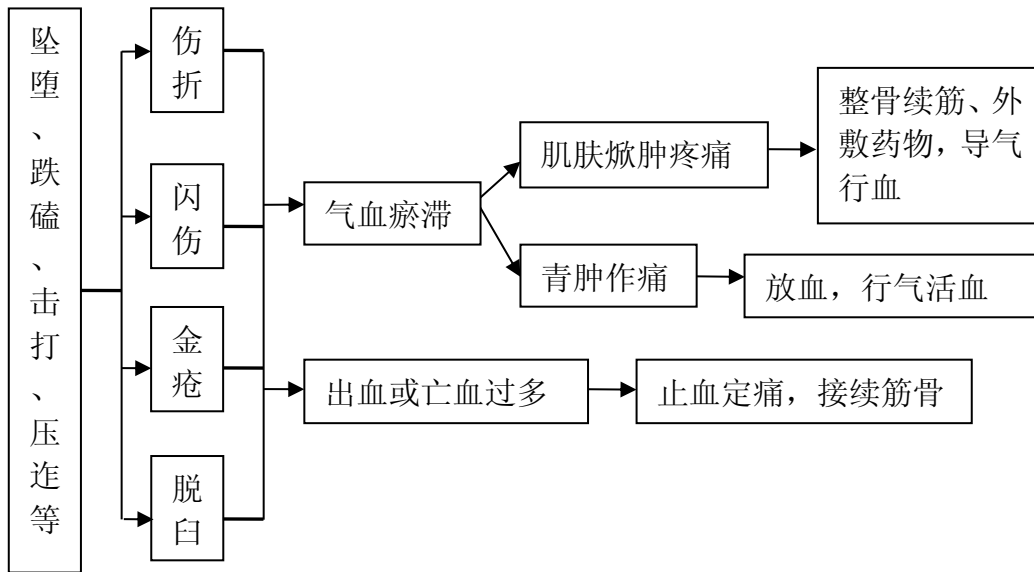 坠堕、跌磕、击打、压迮等
伤折
闪伤
金疮
脱臼
气血瘀滞
出血或亡血过多
肌肤焮肿疼痛
青肿作痛
整骨续筋、外
敷药物，导气
行血
放血，行气活血
止血定痛，接续筋骨